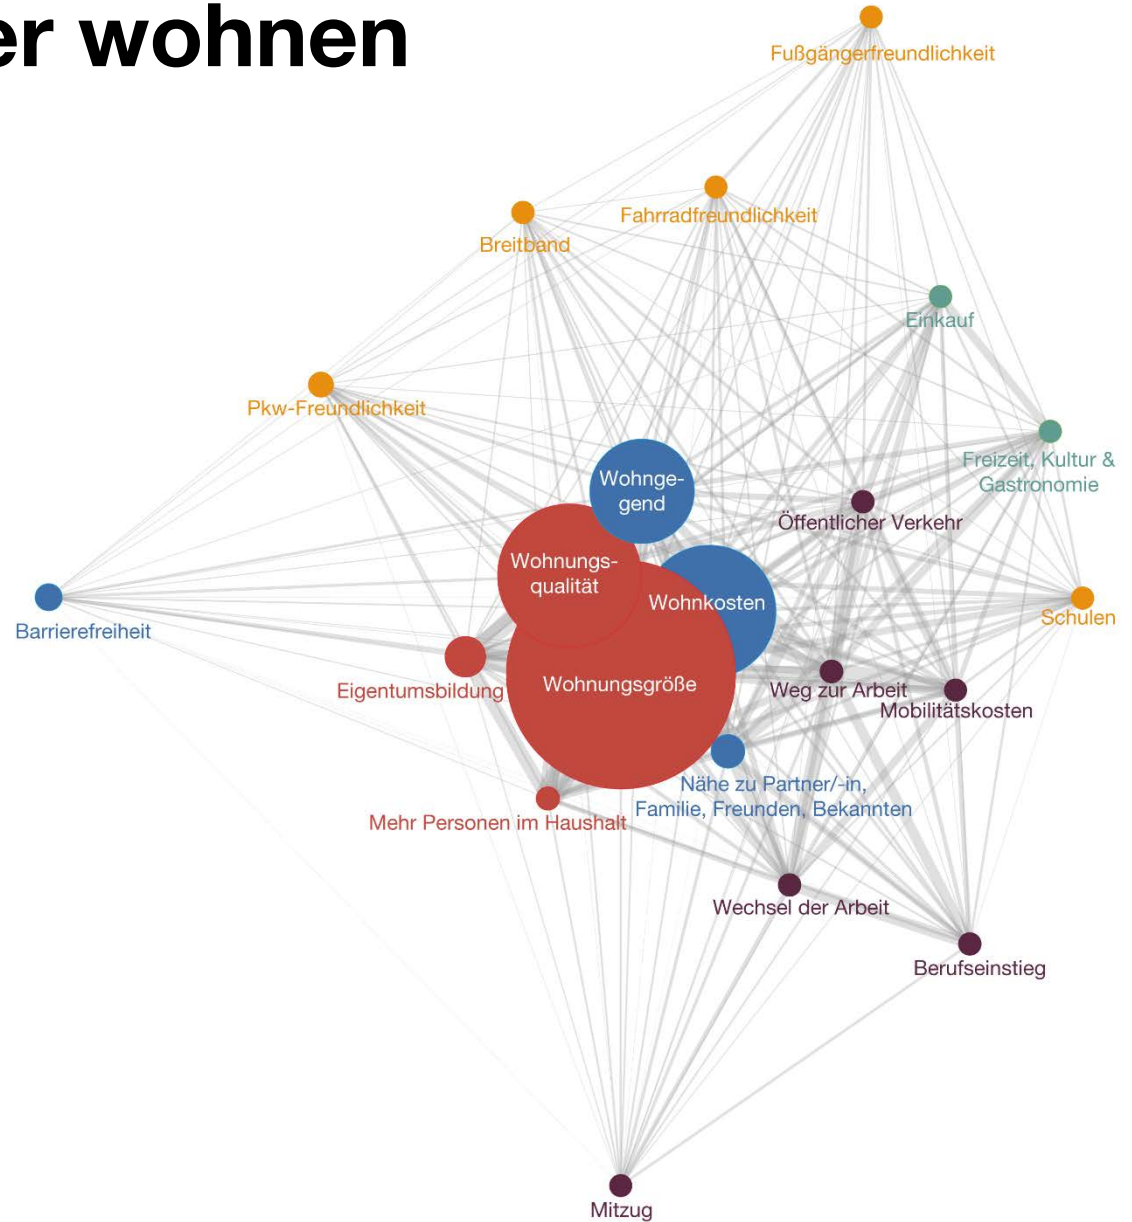 er wohnen
Fußgängerfreundlichkeit
Fahrradfreundlichkeit
Breitband
Einkauf
Pkw-Freundlichkeit
Freizeit, Kultur &
Gastronomie
Wohnge-
gend
Öffentlicher Verkehr
Wohnungs-
qualität
Wohnkosten
Schulen
Barrierefreiheit
Eigentumsbildung
Wohnungsgröße
Weg zur Arbeit
Mobilitätskosten
Nähe zu Partner/-in,
Familie, Freunden, Bekannten
Mehr Personen im Haushalt
Wechsel der Arbeit
Berufseinstieg
Mitzug